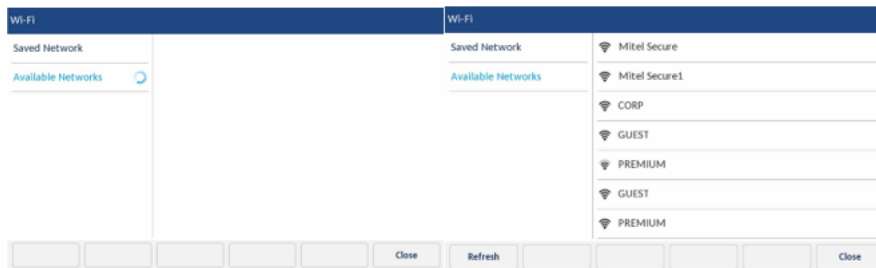 Wi-Fi
Saved Network
Available Networks
Close
Wi-Fi
Saved Network
Available Networks
Mitel Secure
Mitel Secure1
CORP
GUEST
PREMIUM
GUEST
PREMIUM
Refresh
Close